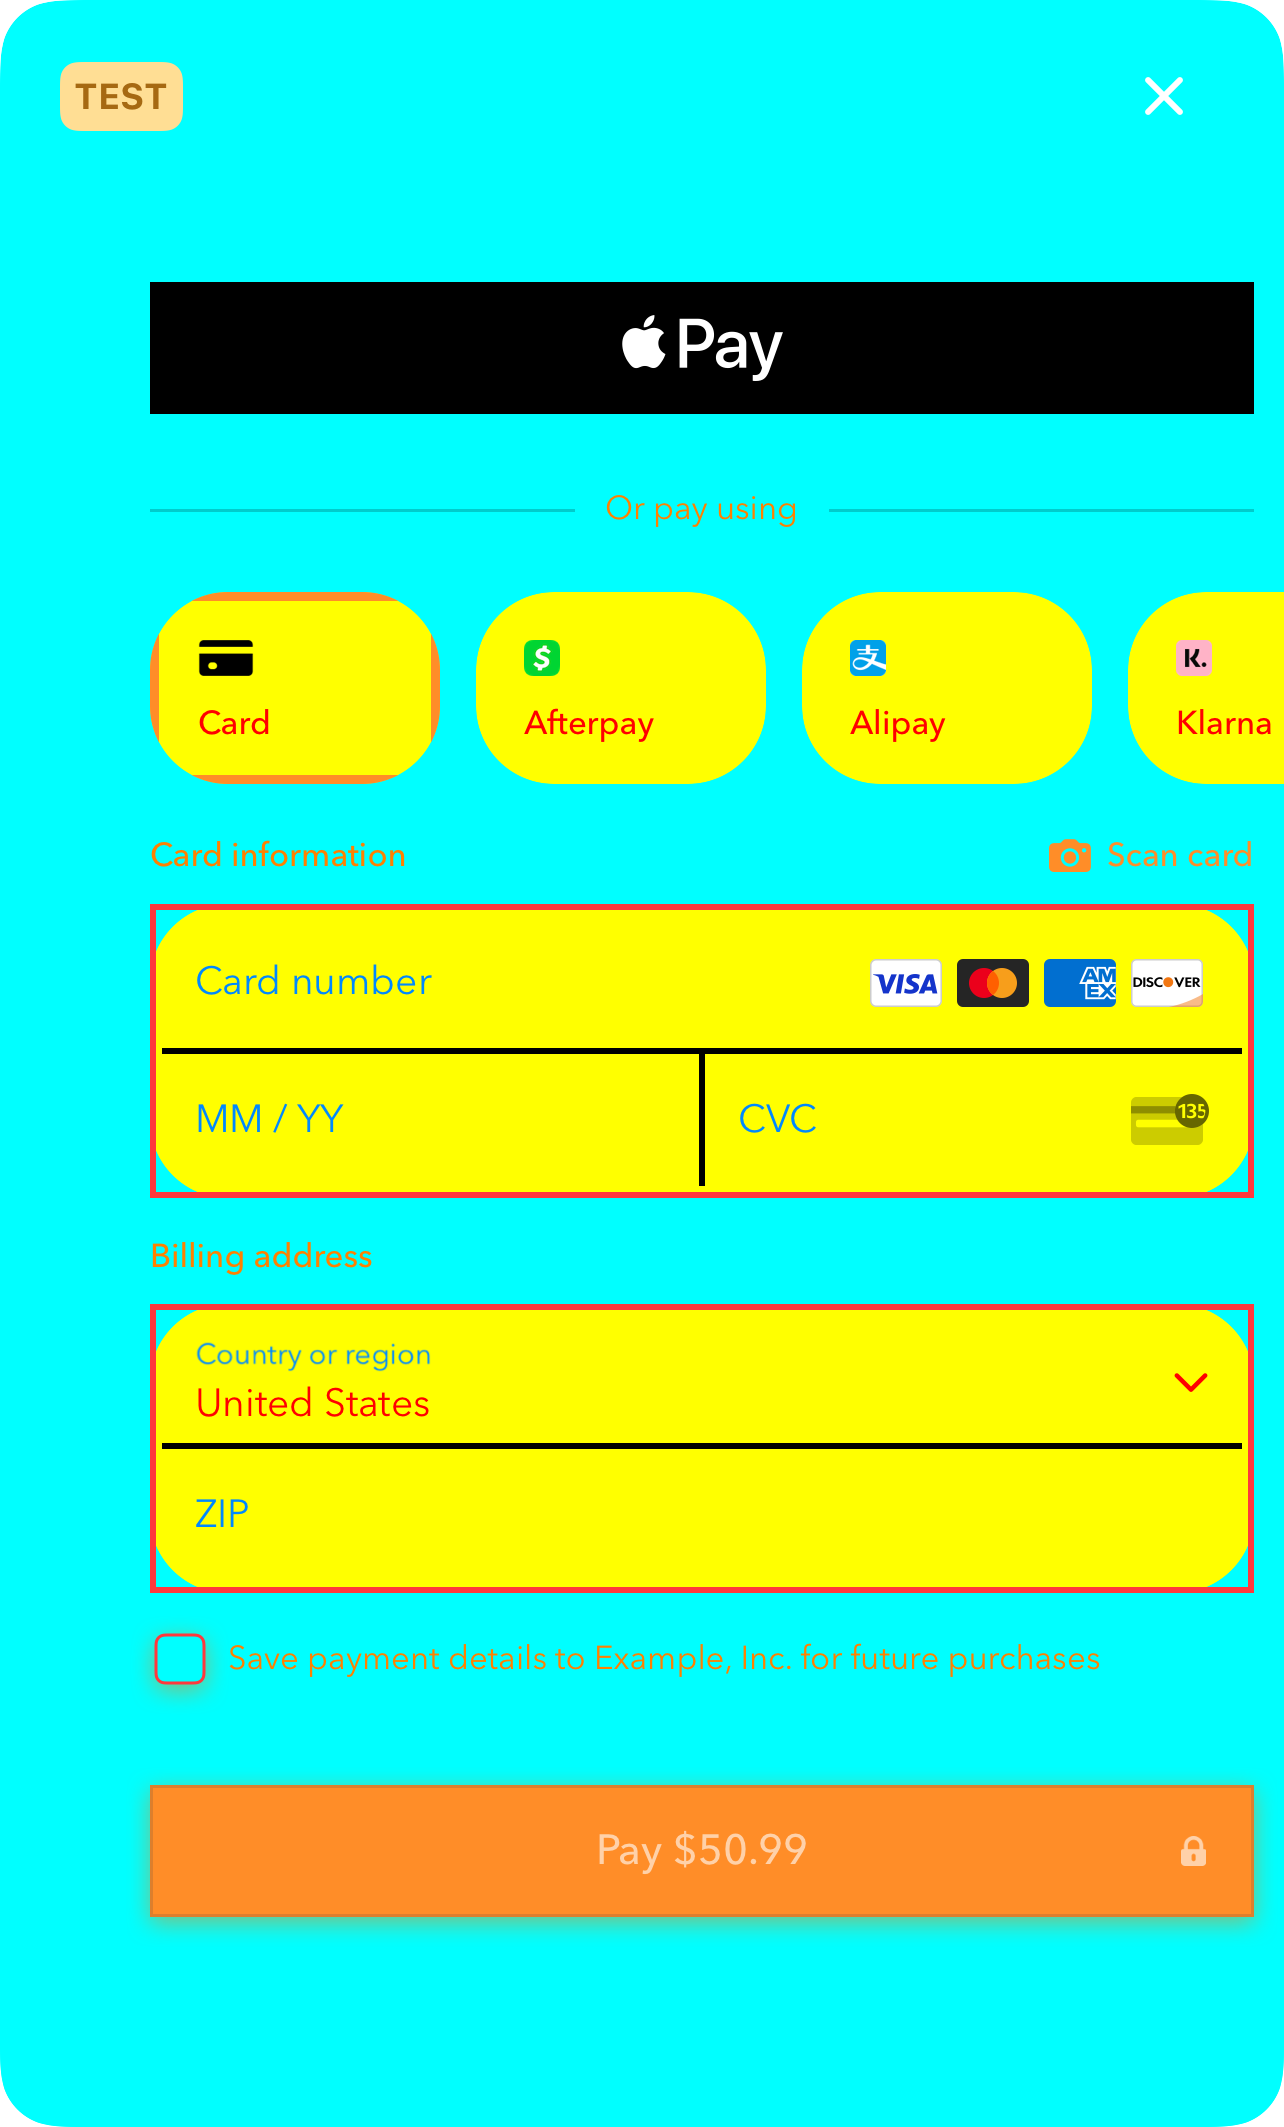 TEST
Pay
Or pay using
Card
Afterpay
Alipay
Klarna
Card information
Scan card
Card number
VISA
AM
EX
DISCOVER
MM / YY
CVC
135
Billing address
Country or region
United States
ZIP
Save payment details to Example, Inc. for future purchases
Pay $50.99